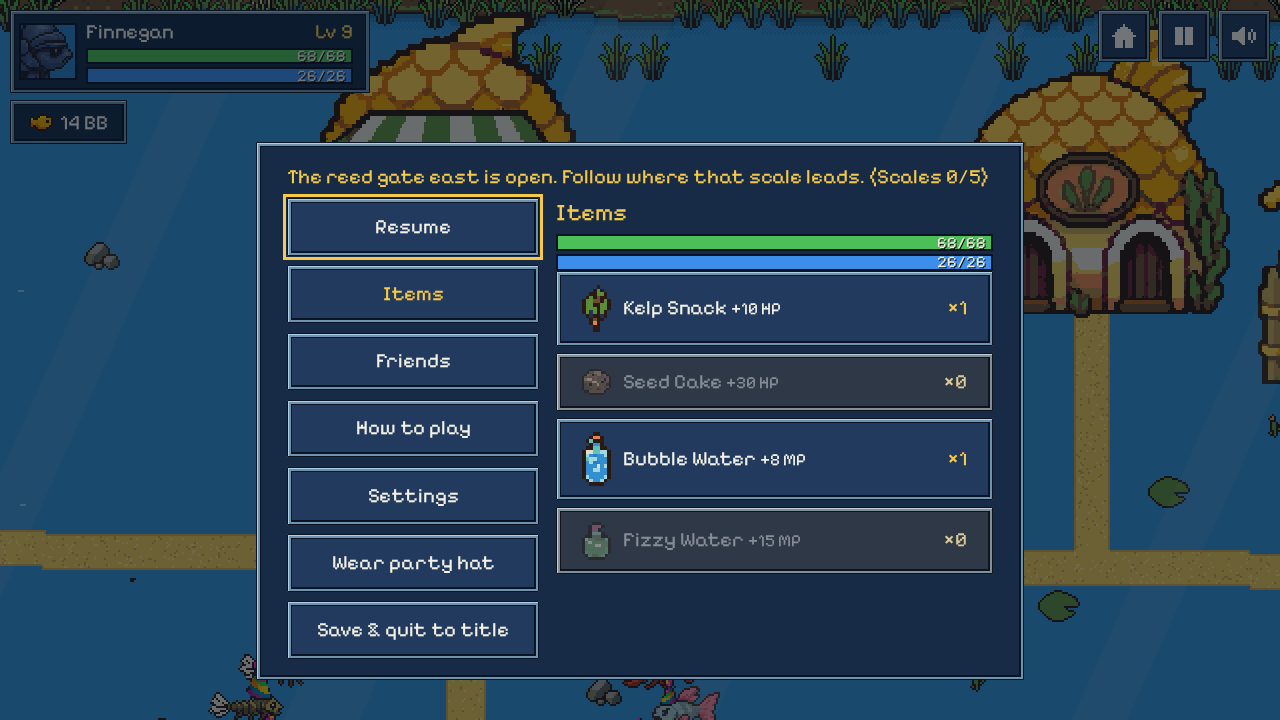 Finnegan Lv 9
68/68
26/26
14 BB
The reed gate east is open. Follow where that scale leads. (Scales 0/5)
Resume
Items
Friends
How to play
Settings
Wear party hat
Save & quit to title
Items
68/68
26/26
Kelp Snack +10 HP ×1
Seed Cake +30 HP ×0
Bubble Water +8 MP ×1
Fizzy Water +15 MP ×0